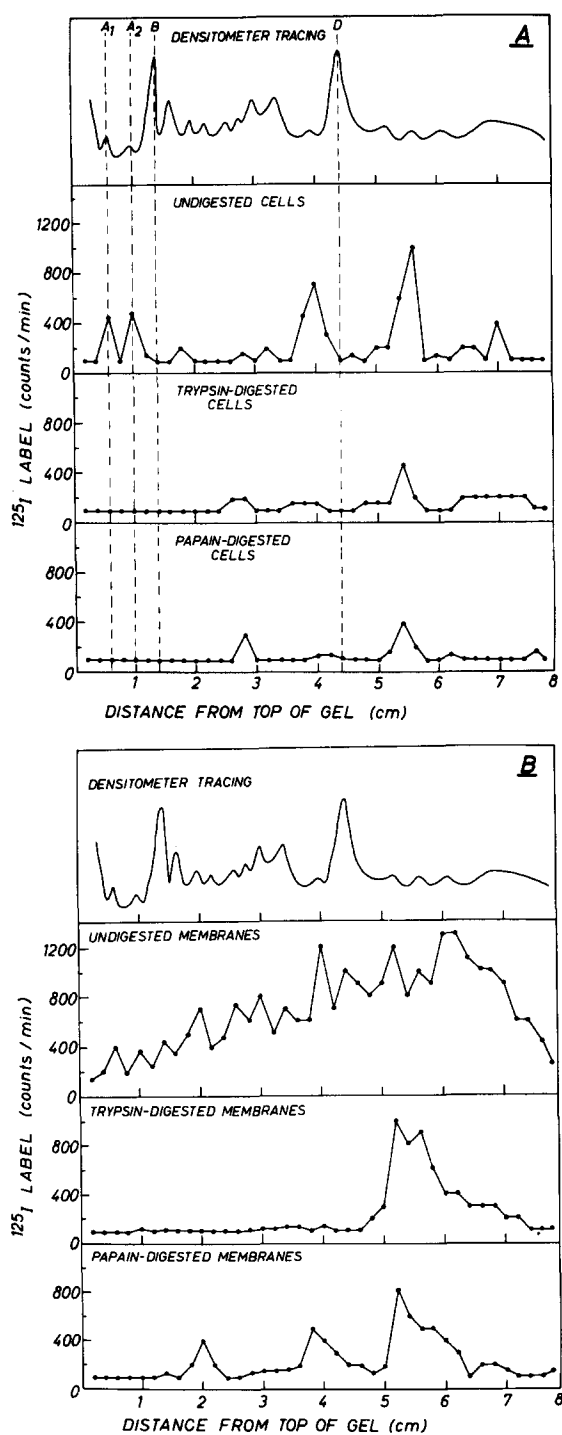 A₁ A₂ B D
DENSITOMETER TRACING
A
UNDIGESTED CELLS
1200
800
400
0
TRYPSIN-DIGESTED
CELLS
800
400
0
PAPAIN-DIGESTED
CELLS
800
400
0
¹²⁵I LABEL (counts/min)
0 1 2 3 4 5 6 7 8
DISTANCE FROM TOP OF GEL (cm)
B
DENSITOMETER TRACING
UNDIGESTED MEMBRANES
1200
800
400
0
TRYPSIN-DIGESTED MEMBRANES
800
400
0
PAPAIN-DIGESTED MEMBRANES
800
400
0
¹²⁵I LABEL (counts/min)
0 1 2 3 4 5 6 7 8
DISTANCE FROM TOP OF GEL (cm)